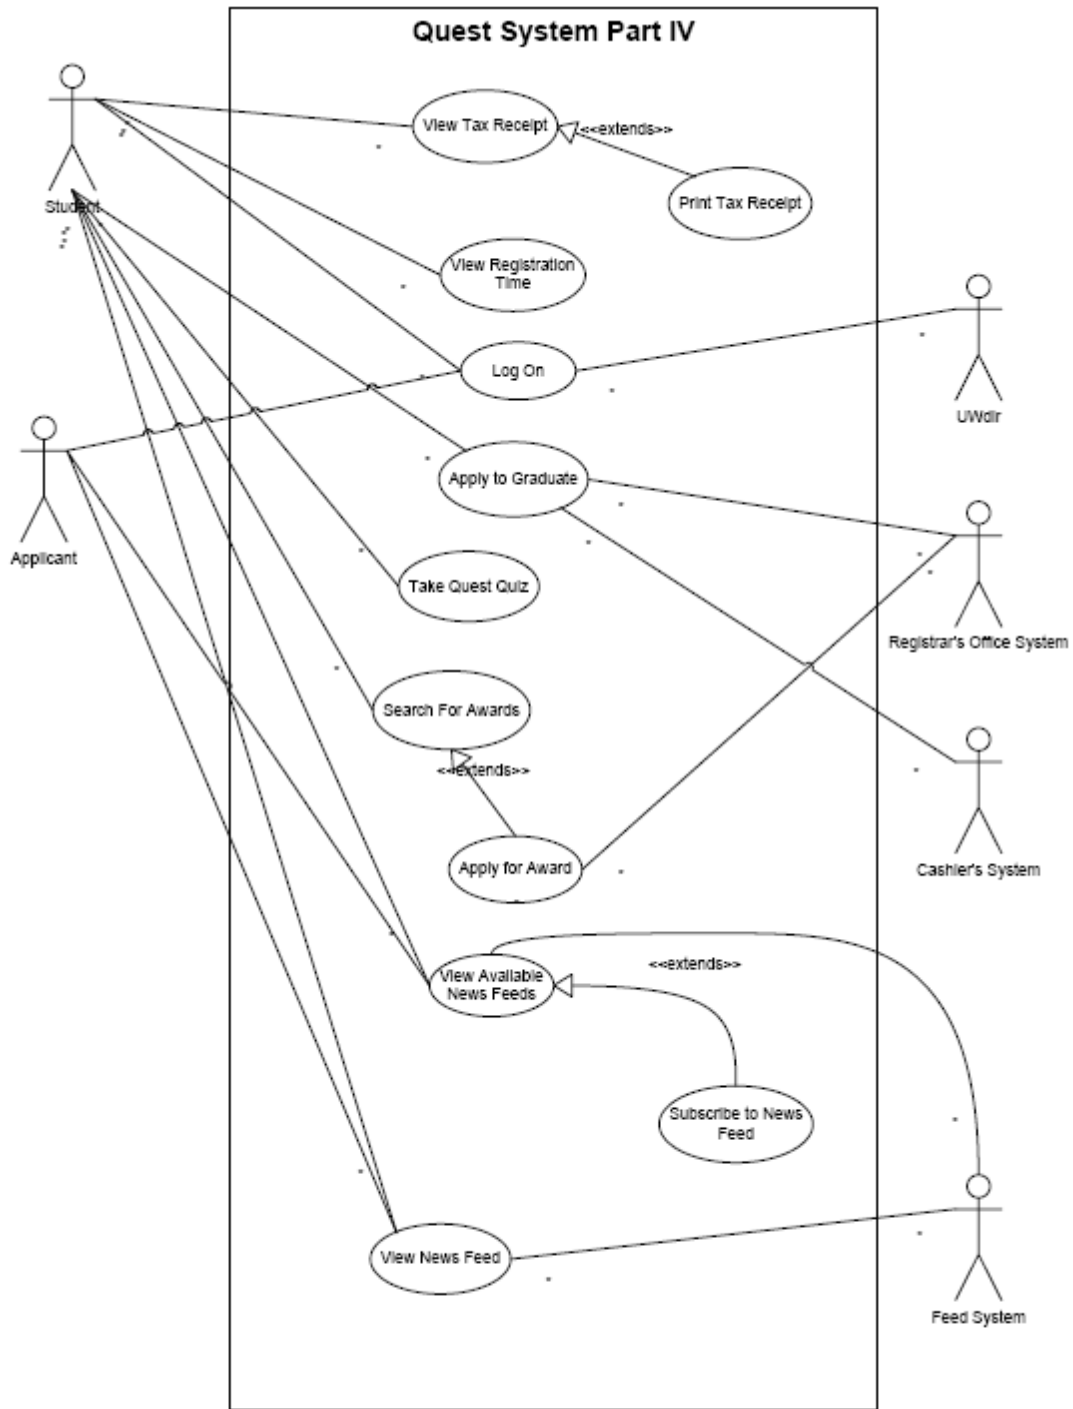 Quest System Part IV
View Tax Receipt
<<extends>>
Print Tax Receipt
Student
View Registration
Time
Log On
UWdir
Applicant
Apply to Graduate
Take Quest Quiz
Registrar's Office System
Search For Awards
<<extends>>
Apply for Award
Cashier's System
View Available
News Feeds
<<extends>>
Subscribe to News
Feed
View News Feed
Feed System